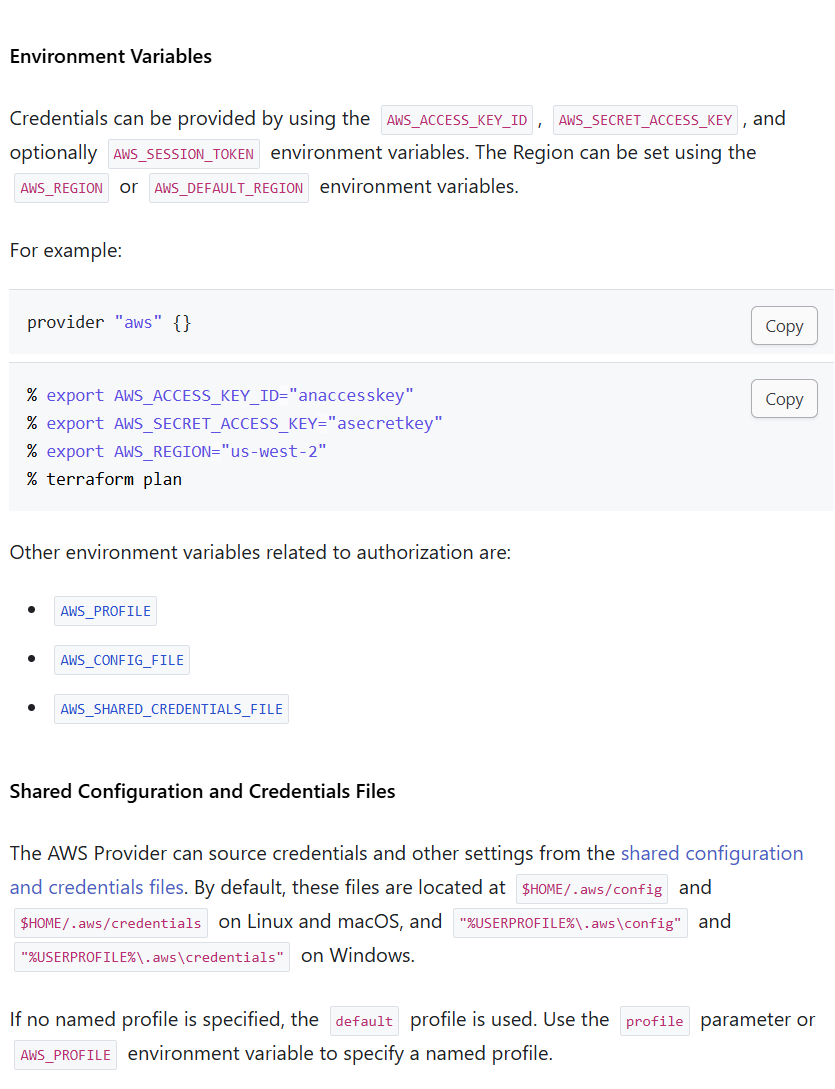 Environment Variables
Credentials can be provided by using the AWS_ACCESS_KEY_ID , AWS_SECRET_ACCESS_KEY , and
optionally AWS_SESSION_TOKEN environment variables. The Region can be set using the
AWS_REGION or AWS_DEFAULT_REGION environment variables.
For example:
provider "aws" {}
Copy
% export AWS_ACCESS_KEY_ID="anaccesskey"
Copy
% export AWS_SECRET_ACCESS_KEY="asecretkey"
% export AWS_REGION="us-west-2"
% terraform plan
Other environment variables related to authorization are:
• AWS_PROFILE
• AWS_CONFIG_FILE
• AWS_SHARED_CREDENTIALS_FILE
Shared Configuration and Credentials Files
The AWS Provider can source credentials and other settings from the shared configuration
and credentials files. By default, these files are located at $HOME/.aws/config and
$HOME/.aws/credentials on Linux and macOS, and "%USERPROFILE%\.aws\config" and
"%USERPROFILE%\.aws\credentials" on Windows.
If no named profile is specified, the default profile is used. Use the profile parameter or
AWS_PROFILE environment variable to specify a named profile.